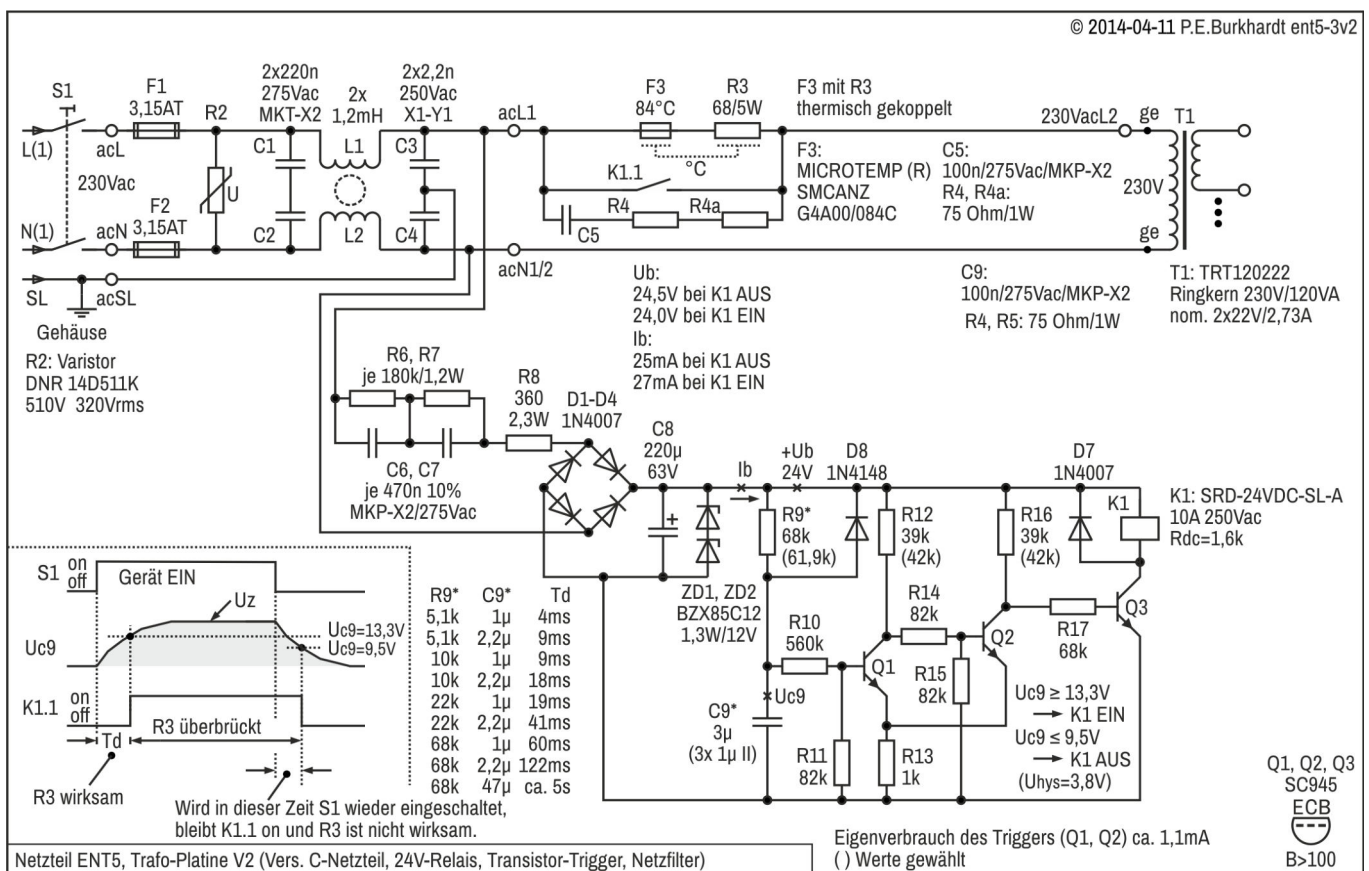 © 2014-04-11 P.E.Burkhardt ent5-3v2
S1
F1
3,15AT
R2
2x220n
275Vac
MKT-X2
2x
1,2mH
2x2,2n
250Vac
X1-Y1
acL1
F3
84°C
R3
68/5W
F3 mit R3
thermisch gekoppelt
230VacL2
ge
T1
L(1)
acL
230Vac
C1
L1
C3
U
°C
K1.1
F3:
MICROTEMP (R)
SMCANZ
G4A00/084C
C5:
100n/275Vac/MKP-X2
R4, R4a:
75 Ohm/1W
230V
F2
3,15AT
N(1)
acN
C2
L2
C4
R4
R4a
C5
ge
acN1/2
SL
acSL
Gehäuse
R2: Varistor
DNR 14D511K
510V 320Vrms
Ub:
24,5V bei K1 AUS
24,0V bei K1 EIN
Ib:
25mA bei K1 AUS
27mA bei K1 EIN
C9:
100n/275Vac/MKP-X2
R4, R5: 75 Ohm/1W
T1: TRT120222
Ringkern 230V/120VA
nom. 2x22V/2,73A
R6, R7
je 180k/1,2W
R8
360
2,3W
D1-D4
1N4007
C6, C7
je 470n 10%
MKP-X2/275Vac
C8
220µ
63V
+
Ib
+Ub
24V
D8
1N4148
D7
1N4007
K1
K1: SRD-24VDC-SL-A
10A 250Vac
Rdc=1,6k
R9*
68k
(61,9k)
R12
39k
(42k)
R16
39k
(42k)
ZD1, ZD2
BZX85C12
1,3W/12V
R10
560k
R14
82k
Q1
Q2
Q3
R17
68k
R15
82k
Uc9
C9*
3µ
(3x 1µ II)
R11
82k
R13
1k
Uc9 ≥ 13,3V
K1 EIN
Uc9 ≤ 9,5V
K1 AUS
(Uhys=3,8V)
Q1, Q2, Q3
SC945
ECB
B>100
S1
on
off
Gerät EIN
Uz
Uc9
Uc9=13,3V
Uc9=9,5V
K1.1
on
off
R3 überbrückt
Td
R3 wirksam
Wird in dieser Zeit S1 wieder eingeschaltet,
bleibt K1.1 on und R3 ist nicht wirksam.
R9* C9* Td
5,1k 1µ 4ms
5,1k 2,2µ 9ms
10k 1µ 9ms
10k 2,2µ 18ms
22k 1µ 19ms
22k 2,2µ 41ms
68k 1µ 60ms
68k 2,2µ 122ms
68k 47µ ca. 5s
Netzteil ENT5, Trafo-Platine V2 (Vers. C-Netzteil, 24V-Relais, Transistor-Trigger, Netzfilter)
Eigenverbrauch des Triggers (Q1, Q2) ca. 1,1mA
( ) Werte gewählt